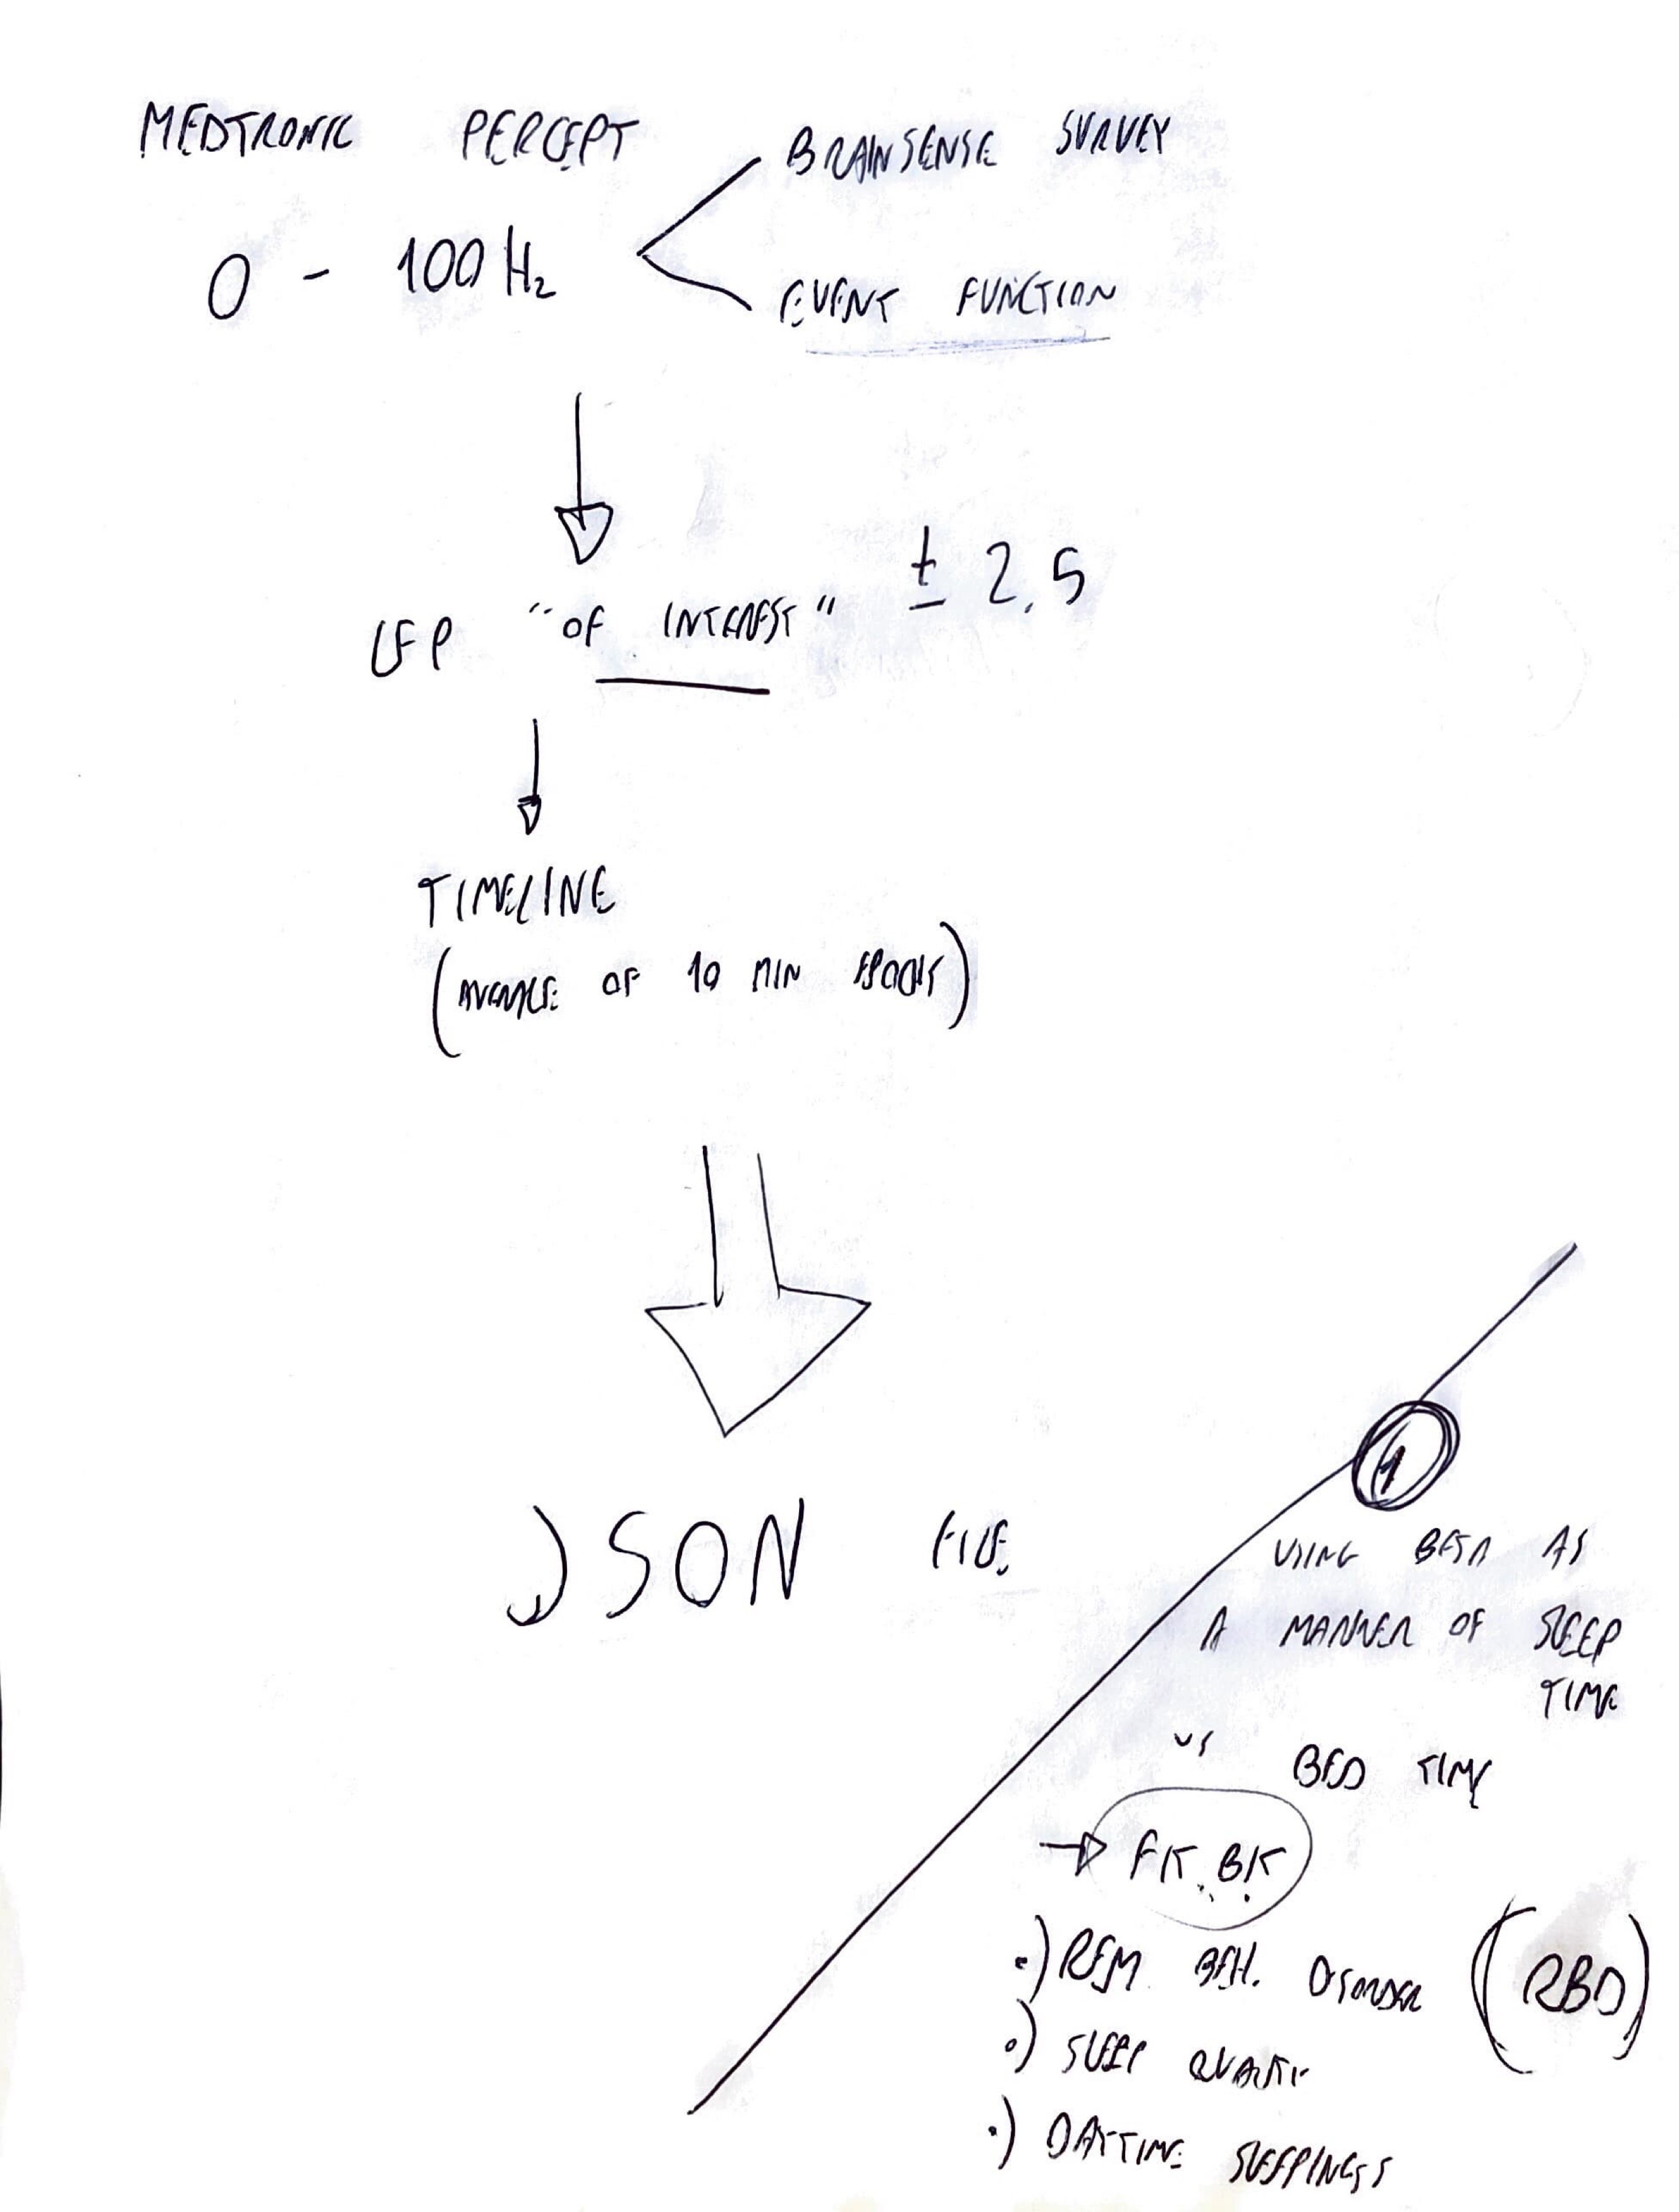 MEDTRONIC PERCEPT
BRAINSENSE SURVEY
0 - 100 Hz
EVENT FUNCTION
LFP "OF INTEREST" ± 2,5
TIMELINE
(AVERAGE OF 10 MIN EPOCHS)
JSON FILE
1
USING BETA AS
A MARKER OF SLEEP
TIME
VS BED TIME
FK, BK
REM BEH. DISORDER (RBD)
SLEEP QUALITY
DAYTIME SLEEPINESS